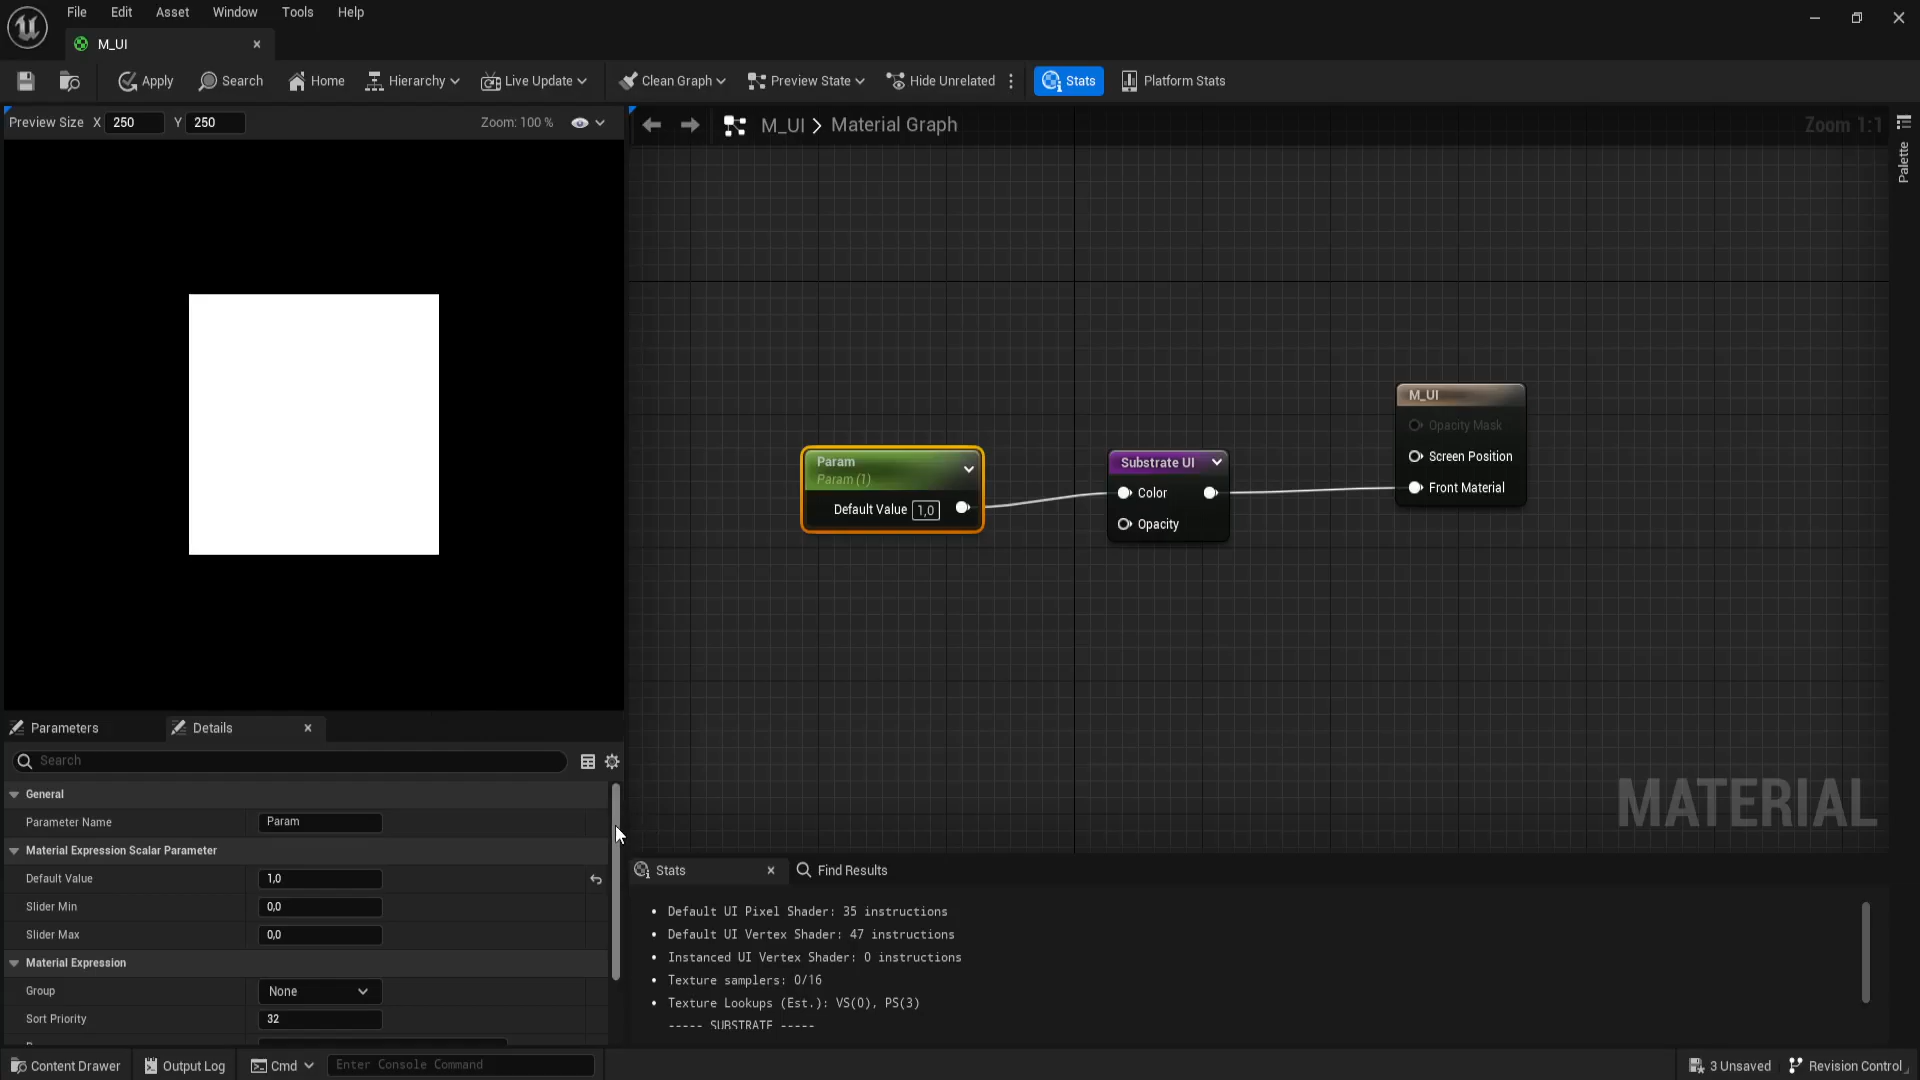 File Edit Asset Window Tools Help
M_UI
Apply Search Home Hierarchy Live Update Clean Graph Preview State Hide Unrelated Stats Platform Stats
Preview Size X 250 Y 250 Zoom: 100 %
M_UI > Material Graph Zoom 1:1
Palette
M_UI
Opacity Mask
Screen Position
Front Material
Param
Param (1)
Default Value 1,0
Substrate UI
Color
Opacity
MATERIAL
Parameters Details
Search
General
Parameter Name Param
Material Expression Scalar Parameter
Default Value 1,0
Slider Min 0,0
Slider Max 0,0
Material Expression
Group None
Sort Priority 32
Stats Find Results
• Default UI Pixel Shader: 35 instructions
• Default UI Vertex Shader: 47 instructions
• Instanced UI Vertex Shader: 0 instructions
• Texture samplers: 0/16
• Texture Lookups (Est.): VS(0), PS(3)
----- SUBSTRATE -----
Content Drawer Output Log Cmd Enter Console Command 3 Unsaved Revision Control